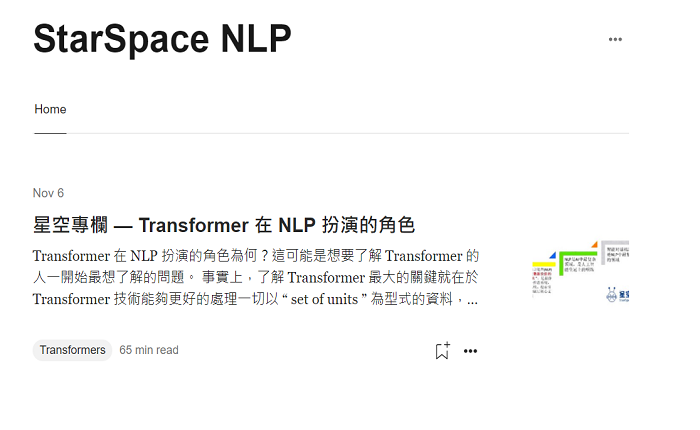 StarSpace NLP
Home
Nov 6
星空專欄 — Transformer 在 NLP 扮演的角色
Transformer 在 NLP 扮演的角色為何？這可能是想要了解 Transformer 的
人一開始最想了解的問題。 事實上，了解 Transformer 最大的關鍵就在於
Transformer 技術能夠更好的處理一切以 “ set of units ” 為型式的資料，...
Transformers 65 min read